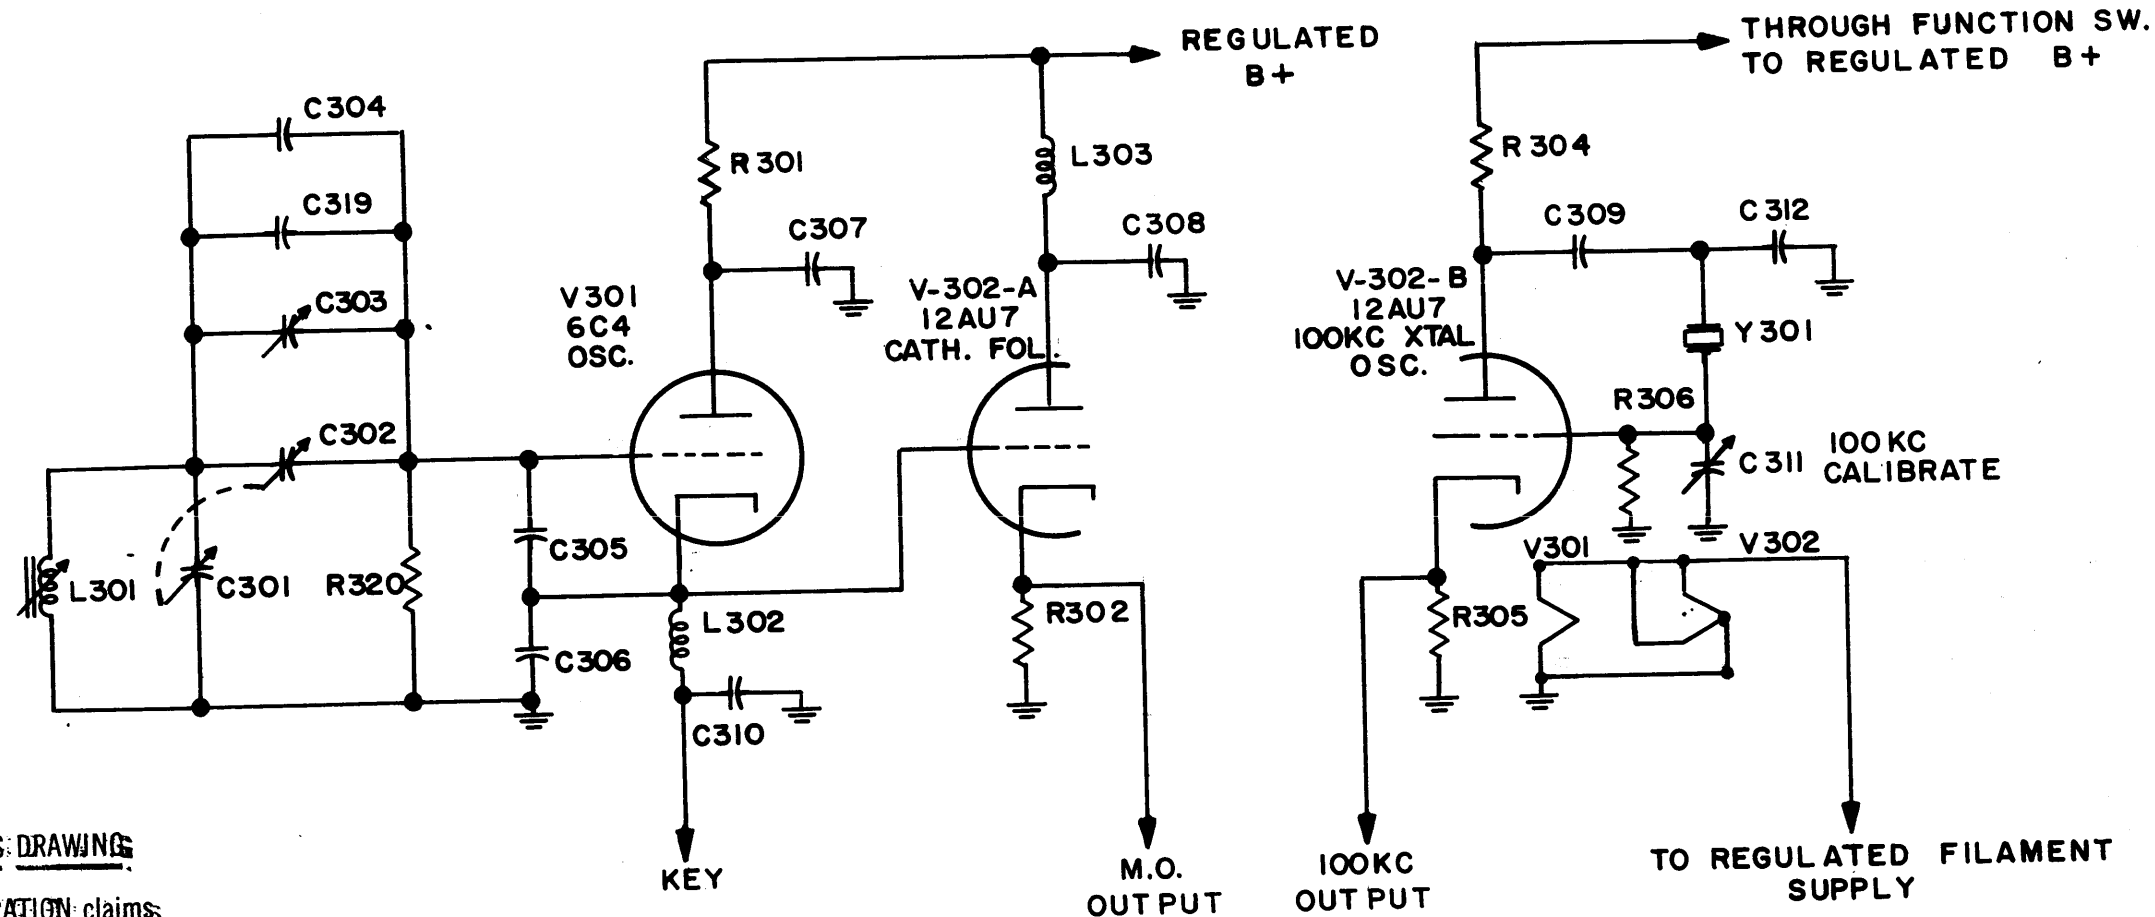 REGULATED
B+
THROUGH FUNCTION SW.
TO REGULATED B+
C304
R301
L303
R304
C319
C307
C308
C309
C312
C303
V301
6C4
OSC.
V-302-A
12AU7
CATH. FOL.
V-302-B
12AU7
100KC XTAL
OSC.
Y301
C302
R306
C311
100KC
CALIBRATE
L301
C301
R320
C305
C306
L302
C310
R302
R305
V301
V302
KEY
M.O.
OUTPUT
100KC
OUTPUT
TO REGULATED FILAMENT
SUPPLY
DRAWING
claims